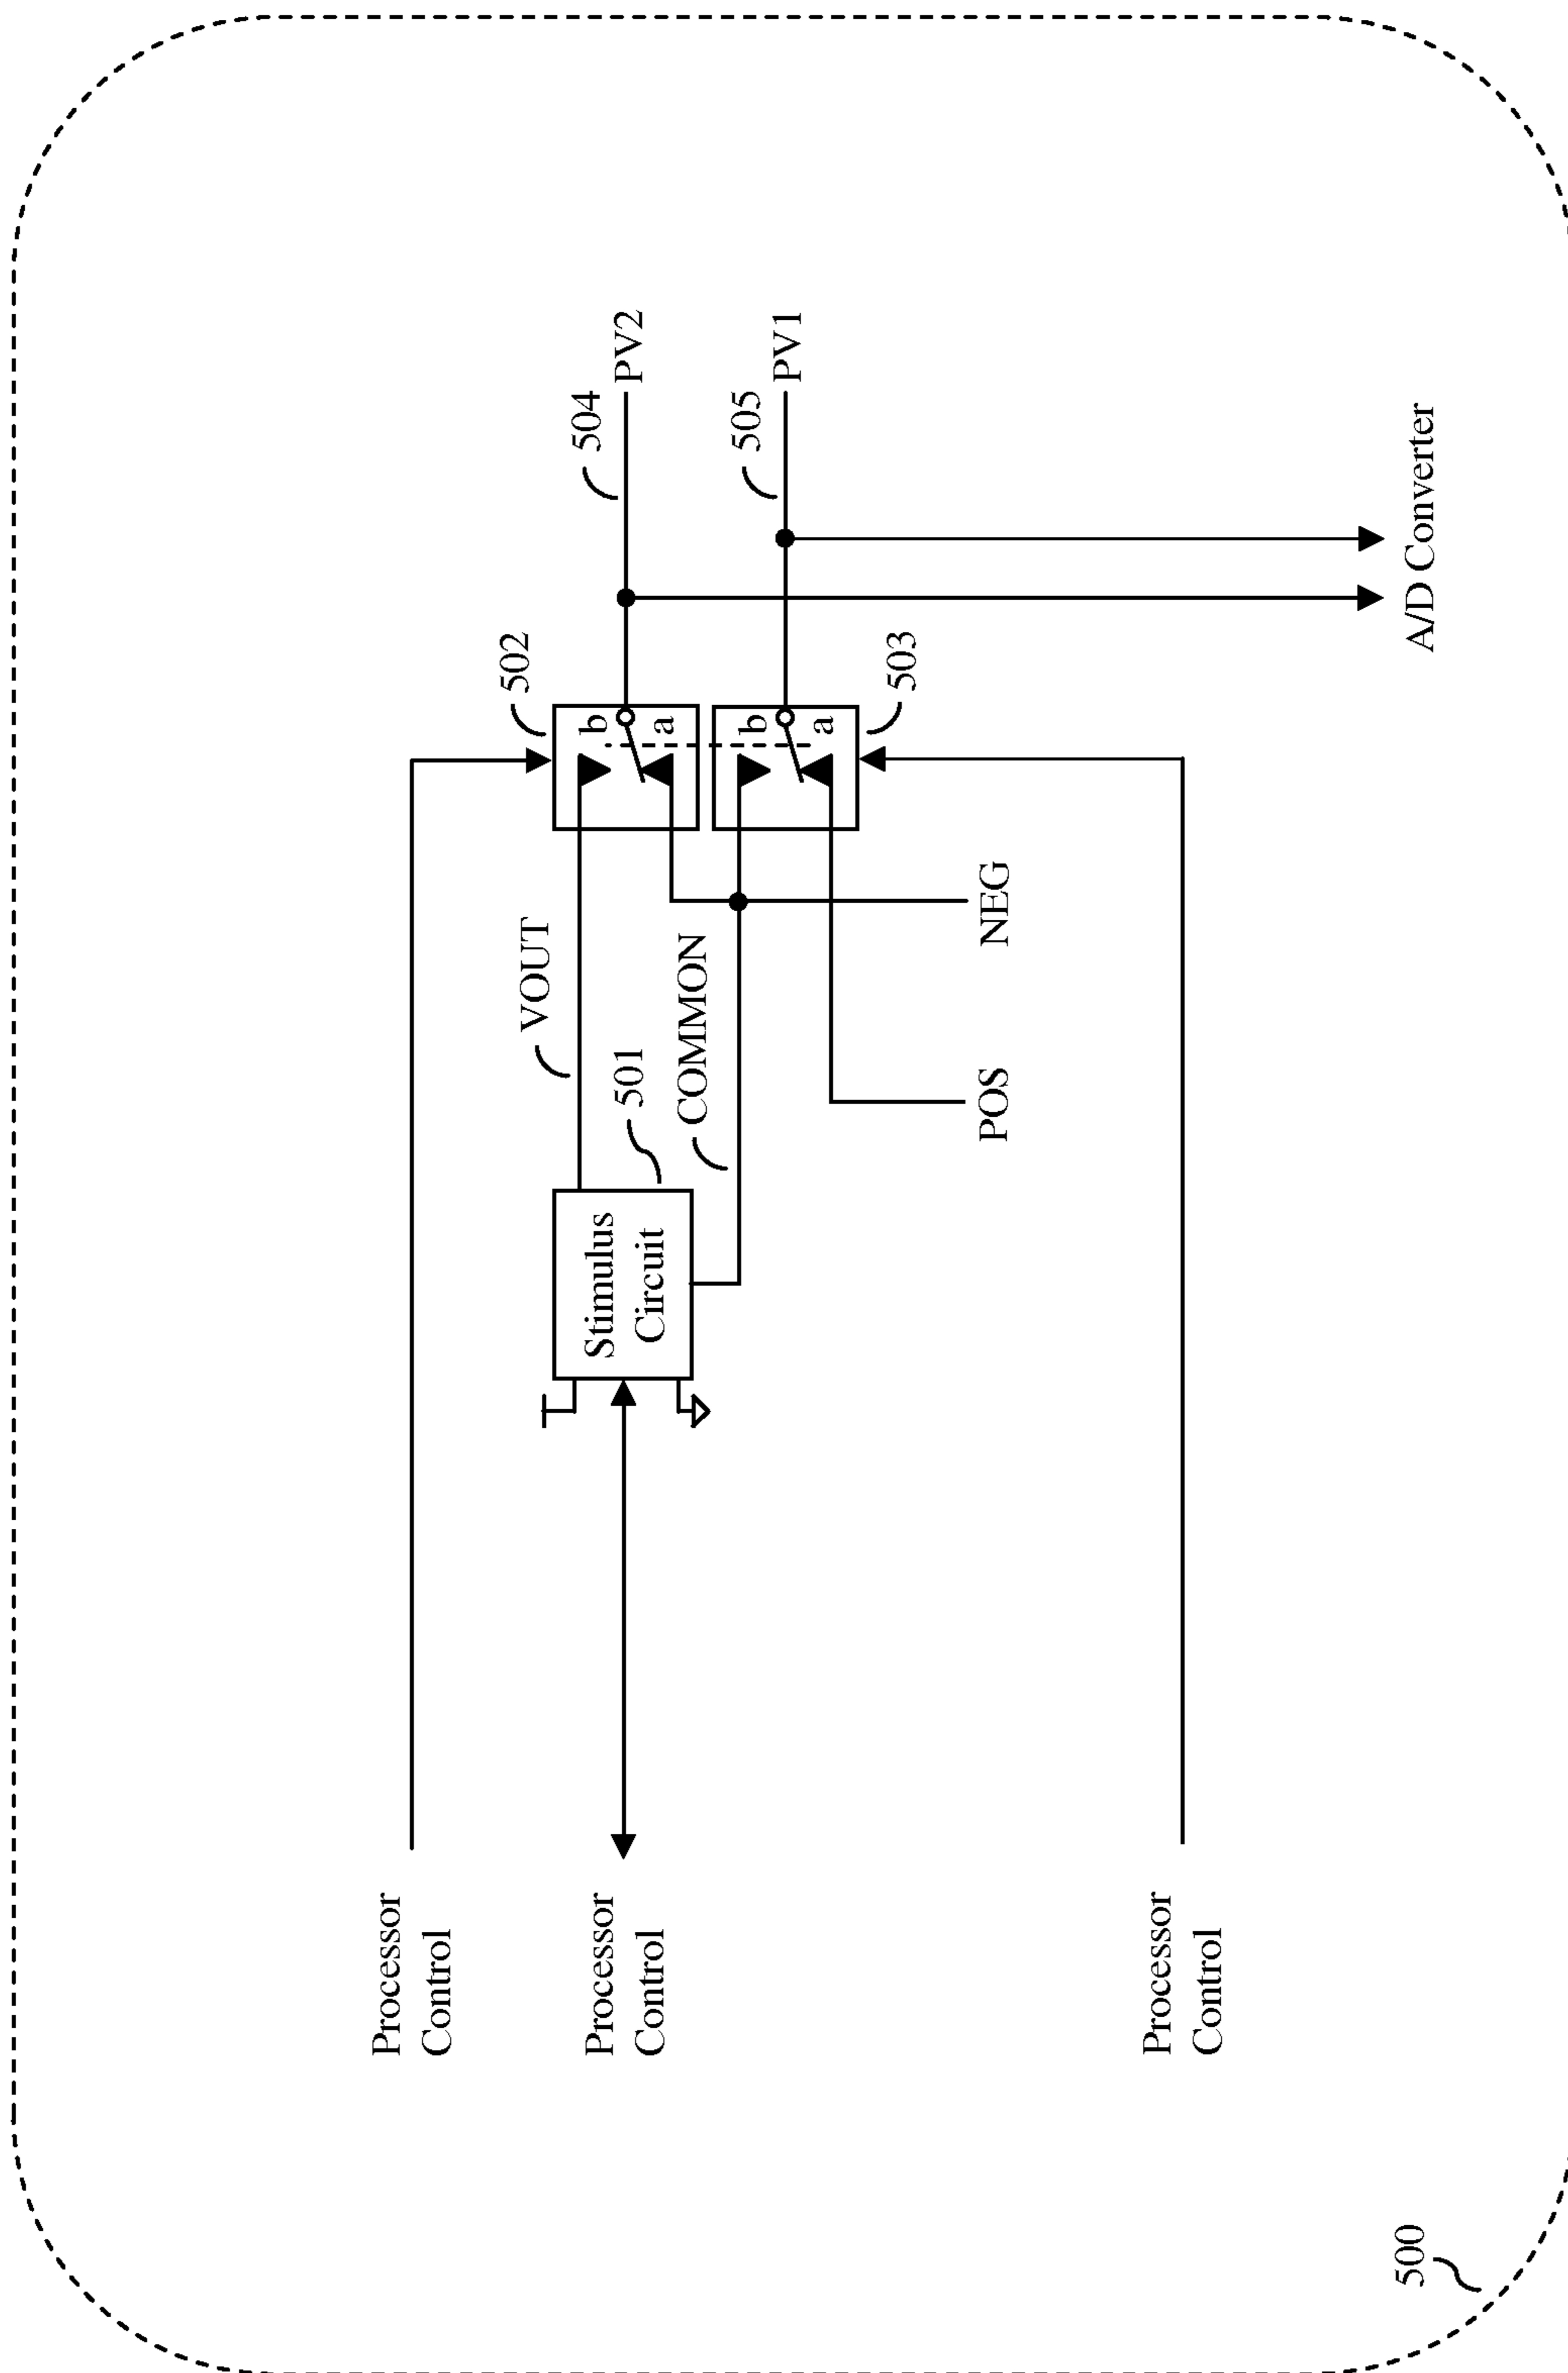 Processor
Control
502
VOUT
504
b
PV2
Processor
Control
Stimulus
Circuit
501
a
COMMON
505
b
PV1
a
503
POS
NEG
Processor
Control
500
A/D Converter